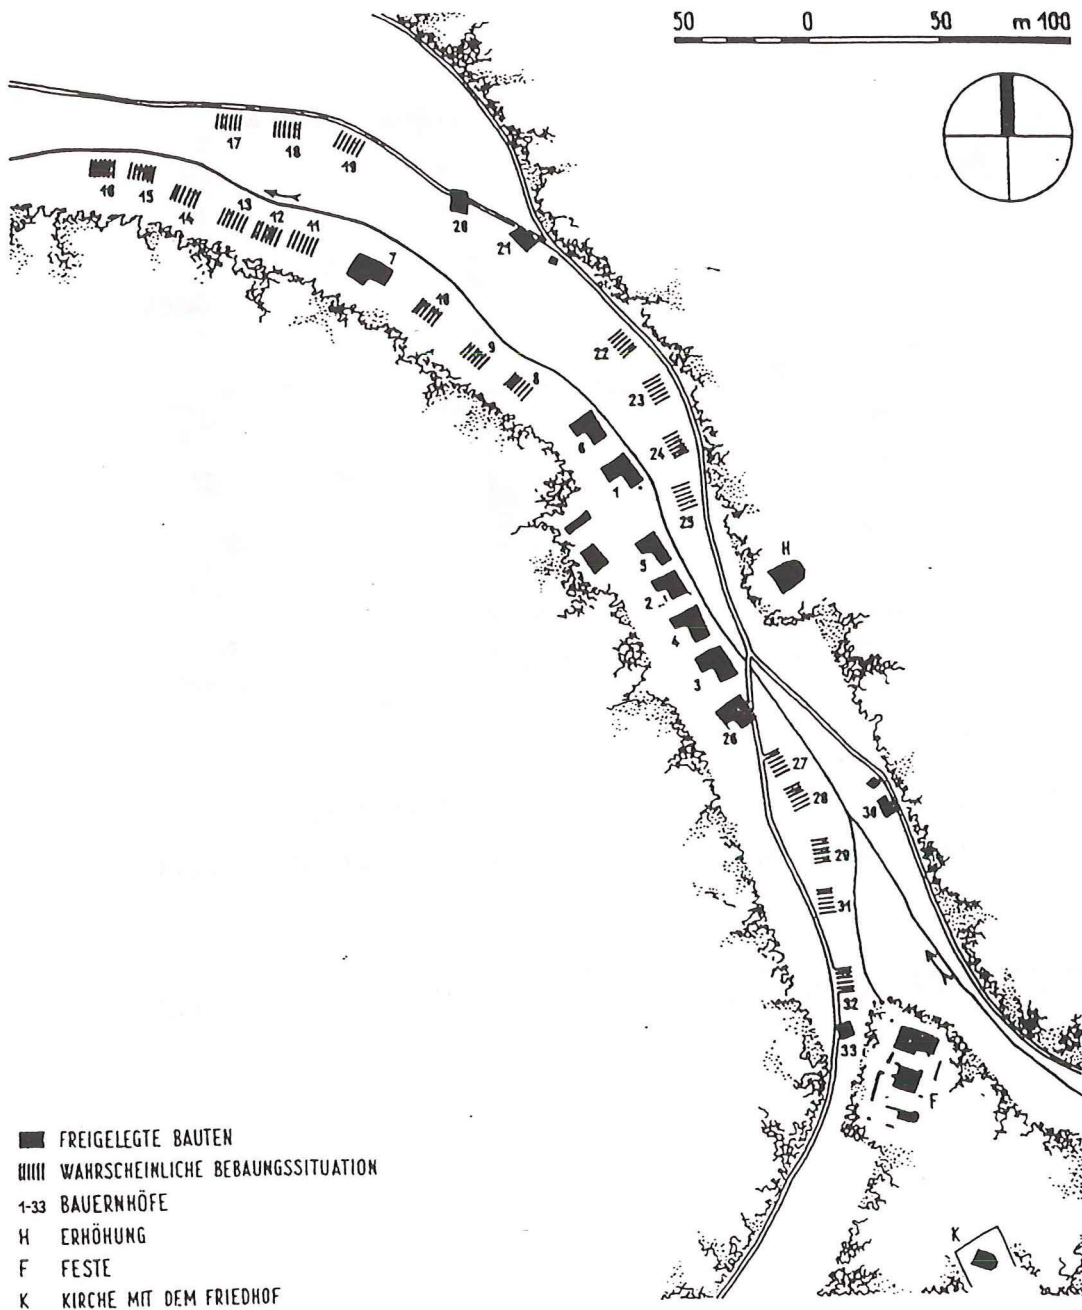 50 0 50 m 100
17 18 19
16 15 14 13 12 11
20
21
7
10
9
8
22
23
24
25
6
1
H
5
2
4
3
26
27
28
29
30
31
32
33
F
K
FREIGELEGTE BAUTEN
WAHRSCHEINLICHE BEBAUNGSSITUATION
1-33 BAUERNHÖFE
H ERHÖHUNG
F FESTE
K KIRCHE MIT DEM FRIEDHOF